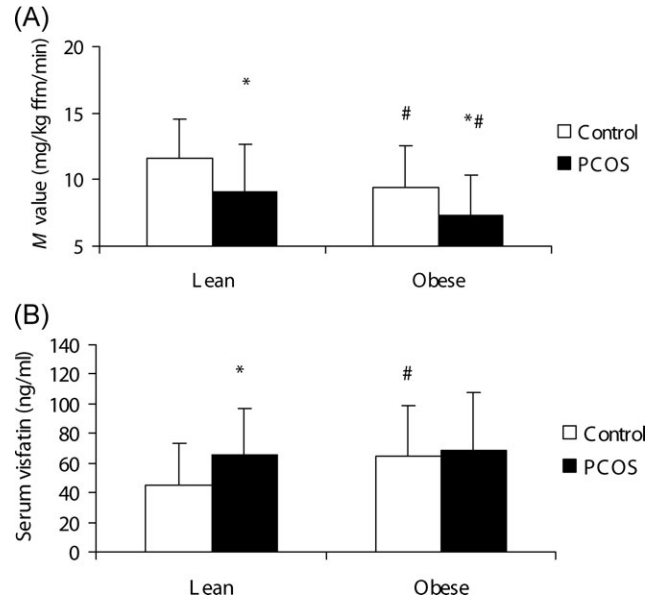 (A)
M value (mg/kg ffm/min)
20
15
10
5
*
#
*#
Lean
Obese
Control
PCOS
(B)
Serum visfatin (ng/ml)
140
120
100
80
60
40
20
0
*
#
Lean
Obese
Control
PCOS